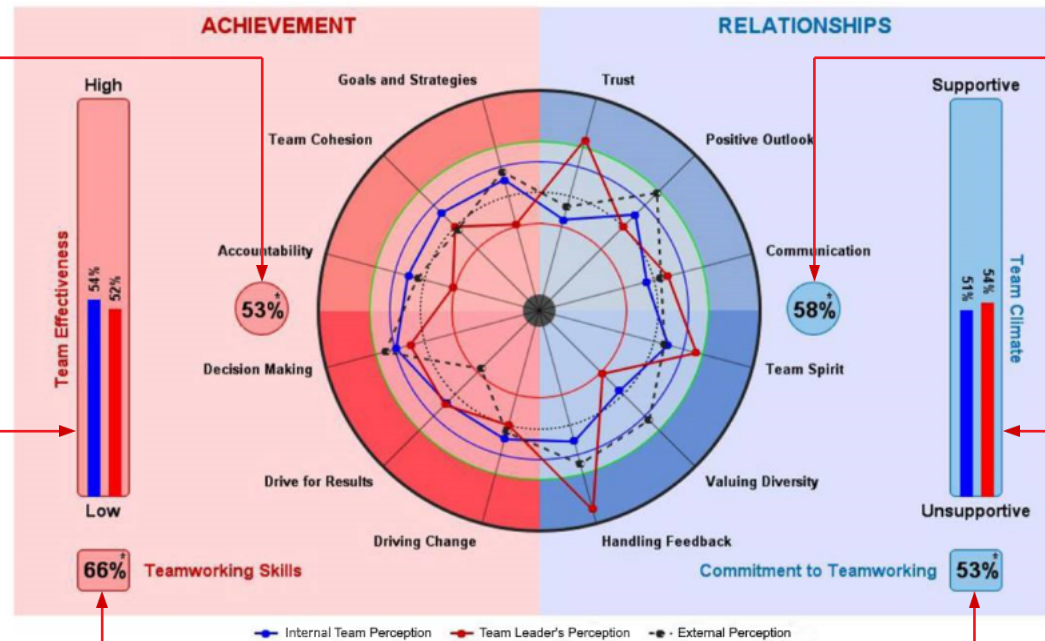 ACHIEVEMENT
RELATIONSHIPS
High
Goals and Strategies
Trust
Supportive
Team Cohesion
Positive Outlook
Accountability
Communication
Team Effectiveness
54%
52%
53%*
58%*
51%
54%
Team Climate
Decision Making
Team Spirit
Drive for Results
Valuing Diversity
Low
Driving Change
Handling Feedback
Unsupportive
66%* Teamworking Skills
Commitment to Teamworking 53%*
Internal Team Perception Team Leader's Perception External Perception